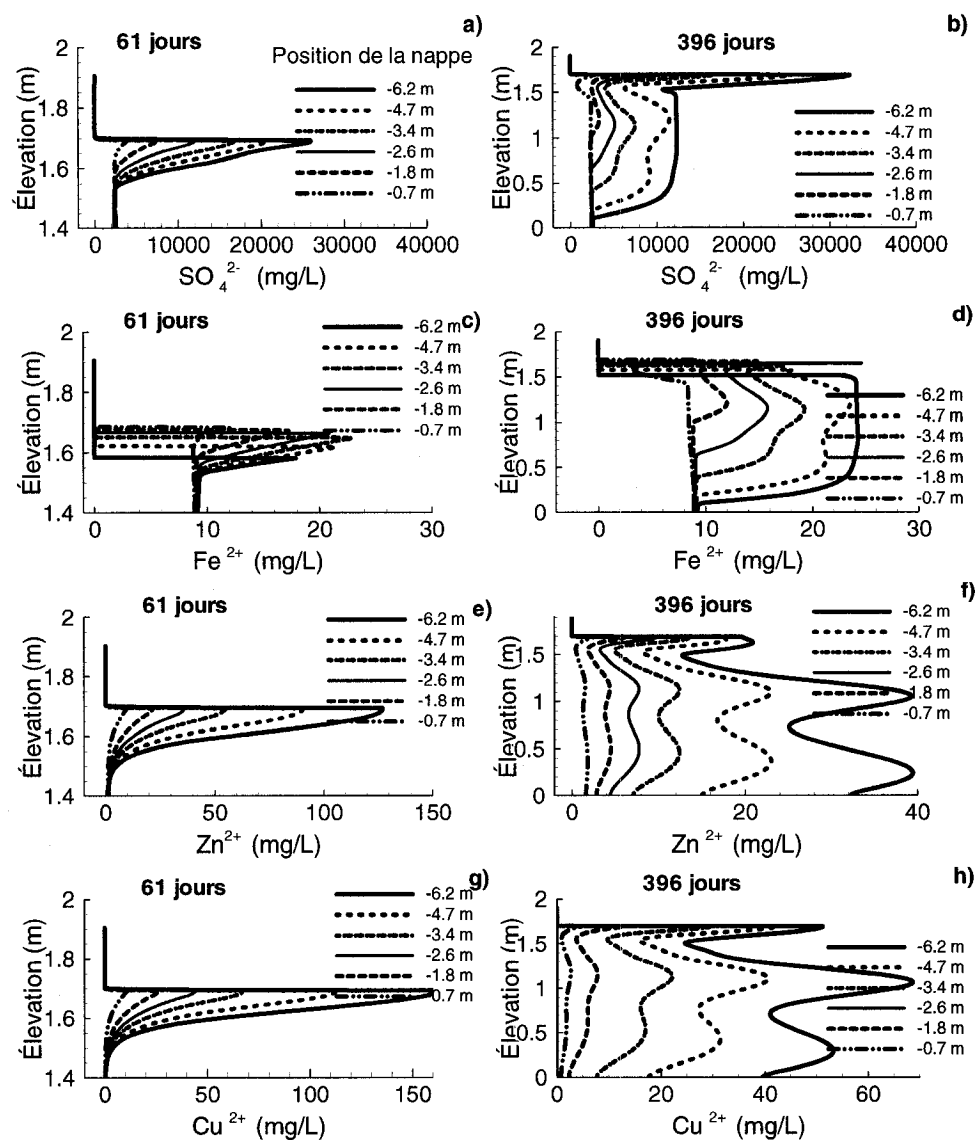 a)
61 jours
Position de la nappe
-6.2 m
-4.7 m
-3.4 m
-2.6 m
-1.8 m
-0.7 m
2
1.8
1.6
1.4
Élevation (m)
0 10000 20000 30000 40000
SO4 2- (mg/L)
b)
396 jours
-6.2 m
-4.7 m
-3.4 m
-2.6 m
-1.8 m
-0.7 m
2
1.5
1
0.5
0
Élevation (m)
0 10000 20000 30000 40000
SO4 2- (mg/L)
c)
61 jours
-6.2 m
-4.7 m
-3.4 m
-2.6 m
-1.8 m
-0.7 m
2
1.8
1.6
1.4
Élevation (m)
0 10 20 30
Fe 2+ (mg/L)
d)
396 jours
-6.2 m
-4.7 m
-3.4 m
-2.6 m
-1.8 m
-0.7 m
2
1.5
1
0.5
0
Élevation (m)
0 10 20 30
Fe 2+ (mg/L)
e)
61 jours
-6.2 m
-4.7 m
-3.4 m
-2.6 m
-1.8 m
-0.7 m
2
1.8
1.6
1.4
Élevation (m)
0 50 100 150
Zn2+ (mg/L)
f)
396 jours
-6.2 m
-4.7 m
-3.4 m
-2.6 m
1.8 m
-0.7 m
2
1.5
1
0.5
0
Élevation (m)
0 20 40
Zn 2+ (mg/L)
g)
61 jours
-6.2 m
-4.7 m
-3.4 m
-2.6 m
-1.8 m
0.7 m
2
1.8
1.6
1.4
Élevation (m)
0 50 100 150
Cu 2+ (mg/L)
h)
396 jours
-6.2 m
-4.7 m
-3.4 m
-2.6 m
-1.8 m
-0.7 m
2
1.5
1
0.5
0
Élevation (m)
0 20 40 60
Cu 2+ (mg/L)